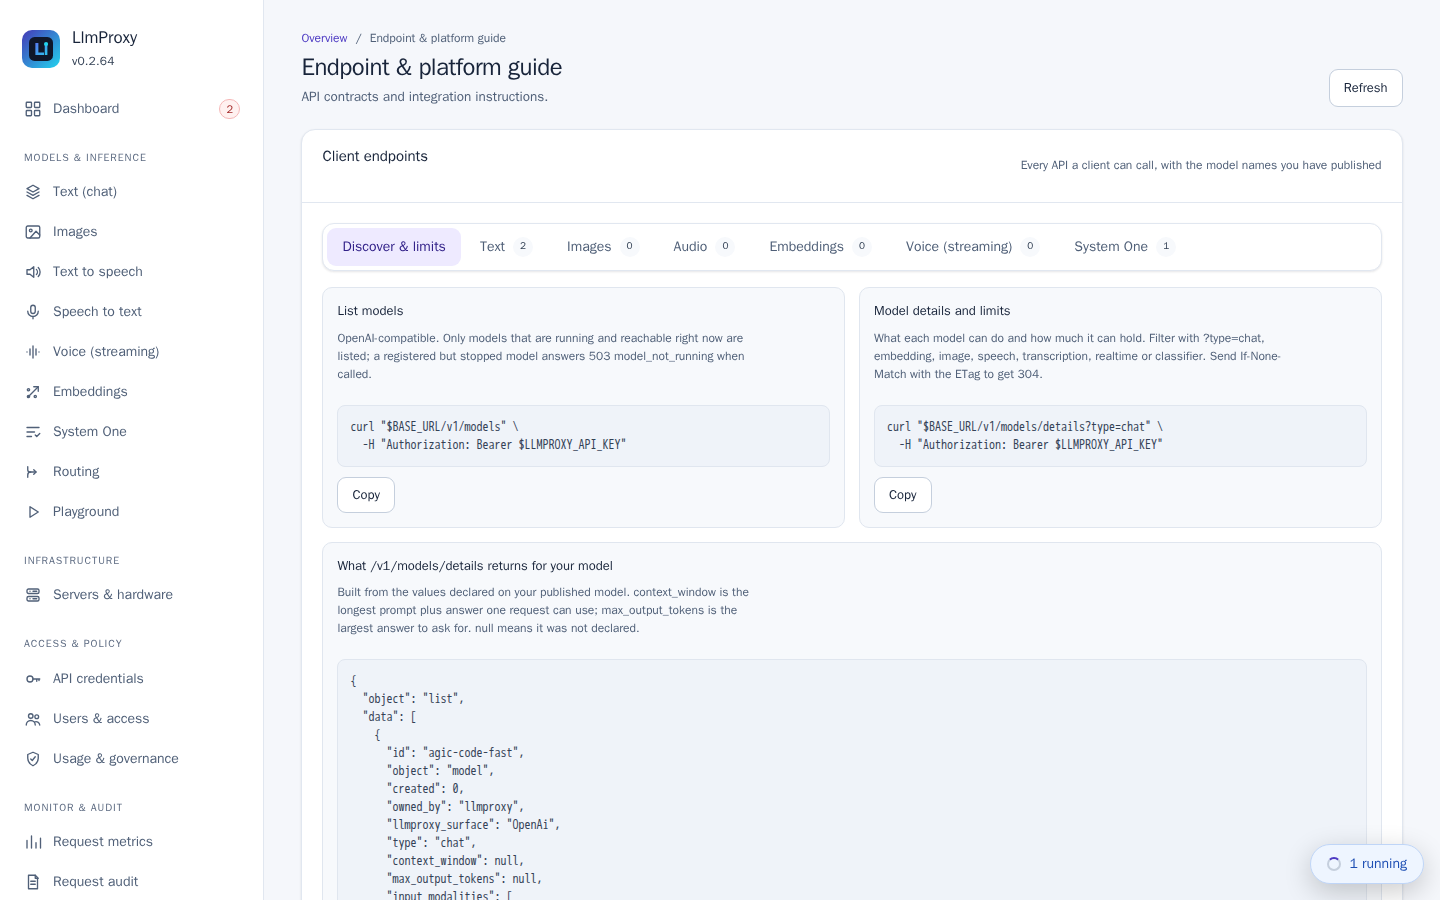 LlmProxy
v0.2.64
Dashboard
2
MODELS & INFERENCE
Text (chat)
Images
Text to speech
Speech to text
Voice (streaming)
Embeddings
System One
Routing
Playground
INFRASTRUCTURE
Servers & hardware
ACCESS & POLICY
API credentials
Users & access
Usage & governance
MONITOR & AUDIT
Request metrics
Request audit
Overview / Endpoint & platform guide
Endpoint & platform guide
API contracts and integration instructions.
Refresh
Client endpoints
Every API a client can call, with the model names you have published
Discover & limits
Text 2
Images 0
Audio 0
Embeddings 0
Voice (streaming) 0
System One 1
List models
OpenAI-compatible. Only models that are running and reachable right now are
listed; a registered but stopped model answers 503 model_not_running when
called.
curl "$BASE_URL/v1/models" \
-H "Authorization: Bearer $LLMPROXY_API_KEY"
Copy
Model details and limits
What each model can do and how much it can hold. Filter with ?type=chat,
embedding, image, speech, transcription, realtime or classifier. Send If-None-
Match with the ETag to get 304.
curl "$BASE_URL/v1/models/details?type=chat" \
-H "Authorization: Bearer $LLMPROXY_API_KEY"
Copy
What /v1/models/details returns for your model
Built from the values declared on your published model. context_window is the
longest prompt plus answer one request can use; max_output_tokens is the
largest answer to ask for. null means it was not declared.
{
"object": "list",
"data": [
{
"id": "agic-code-fast",
"object": "model",
"created": 0,
"owned_by": "llmproxy",
"llmproxy_surface": "OpenAi",
"type": "chat",
"context_window": null,
"max_output_tokens": null,
"input_modalities": [
1 running